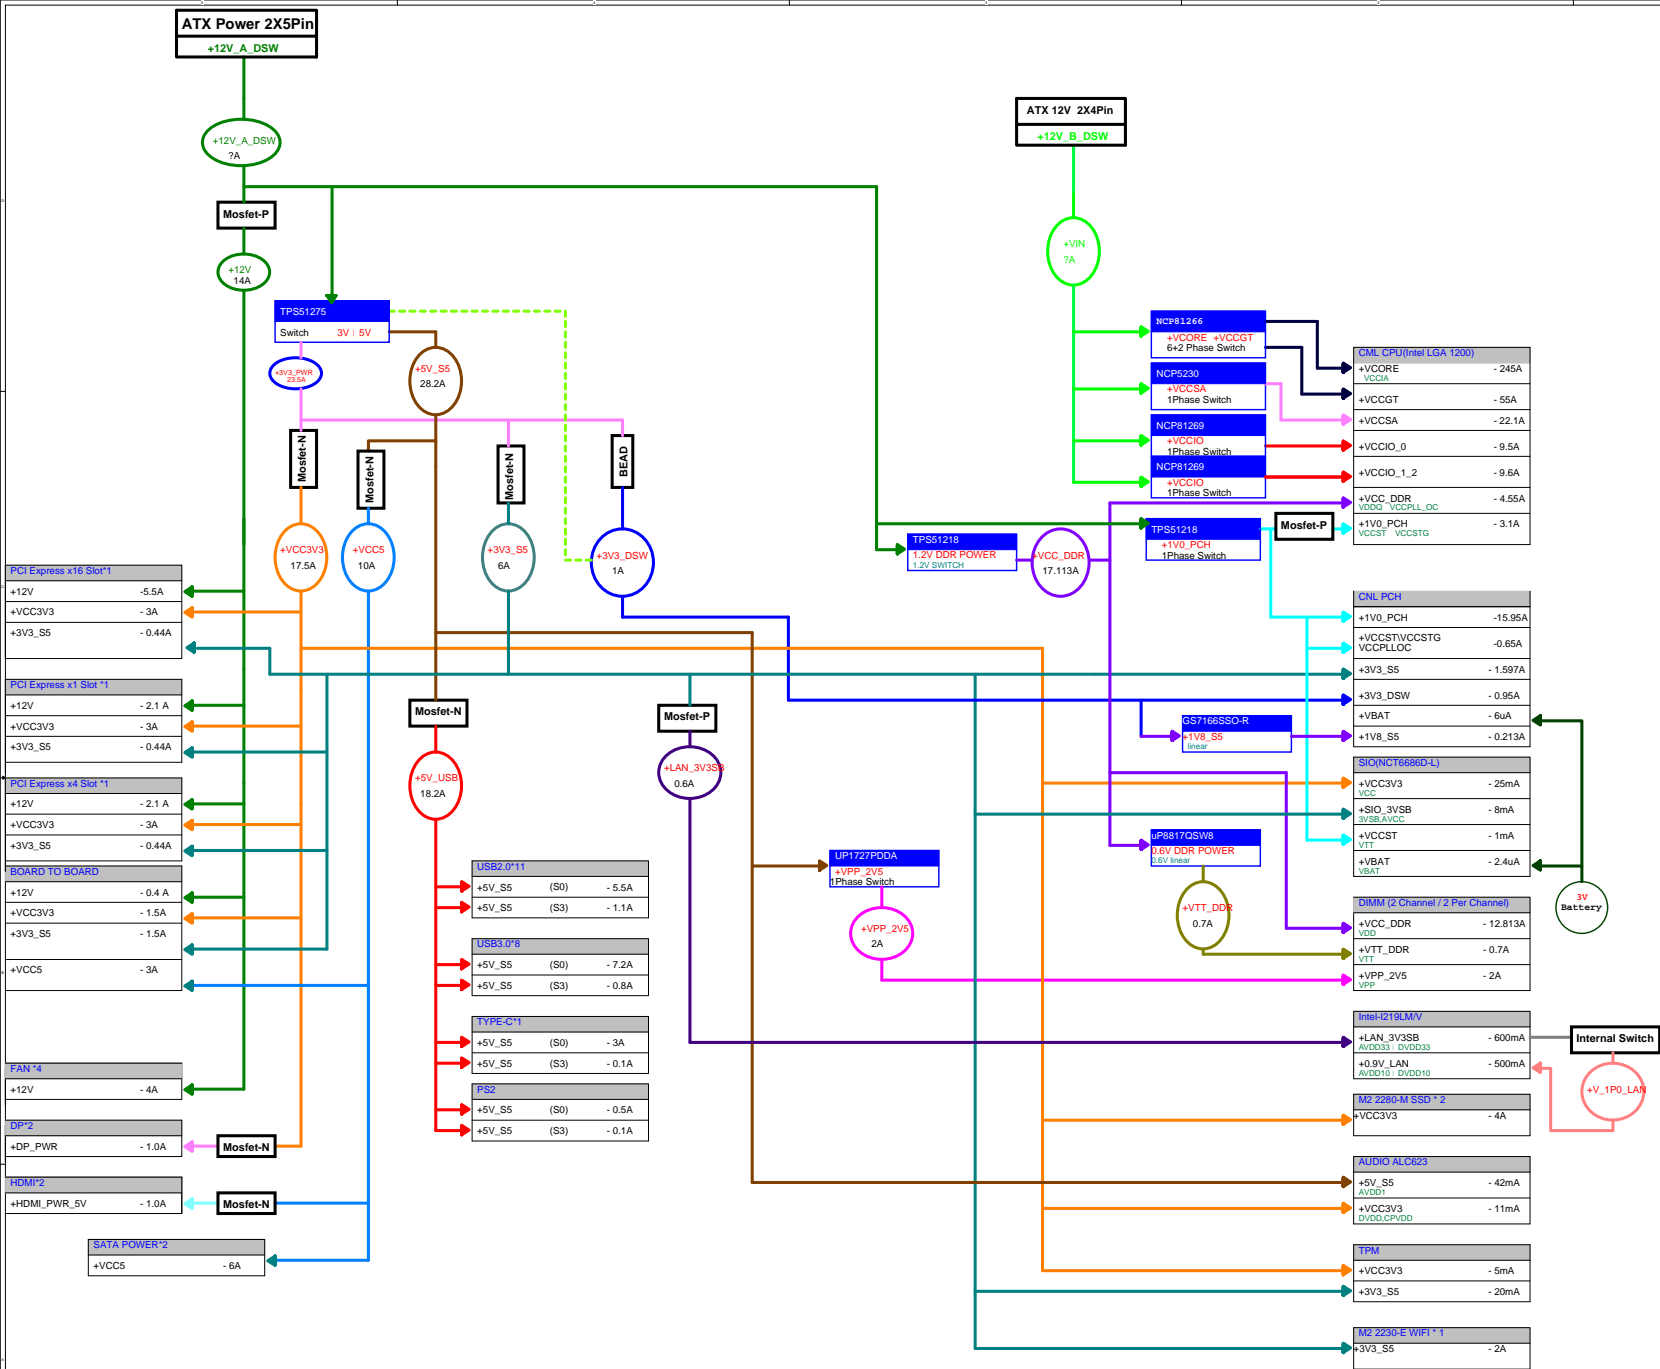 ATX Power 2X5Pin
+12V_A_DSW
+12V_A_DSW
?A
Mosfet-P
+12V
14A
TPS51275
Switch 3V | 5V
+3V3_PWR
23.5A
+5V_S5
28.2A
Mosfet-N
Mosfet-N
Mosfet-N
BEAD
+VCC3V3
17.5A
+VCC5
10A
+3V3_S5
6A
+3V3_DSW
1A
ATX 12V 2X4Pin
+12V_B_DSW
+VIN
?A
NCP81266
+VCORE +VCCGT
6+2 Phase Switch
NCP5230
+VCCSA
1Phase Switch
NCP81269
+VCCIO
1Phase Switch
NCP81269
+VCCIO
1Phase Switch
TPS51218
1.2V DDR POWER
1.2V SWITCH
+VCC_DDR
17.113A
TPS51218
+1V0_PCH
1Phase Switch
Mosfet-P
CML CPU(Intel LGA 1200)
+VCORE - 245A
VCCIA
+VCCGT - 55A
+VCCSA - 22.1A
+VCCIO_0 - 9.5A
+VCCIO_1_2 - 9.6A
+VCC_DDR - 4.55A
VDDQ VCCPLL_OC
+1V0_PCH - 3.1A
VCCST VCCSTG
CNL PCH
+1V0_PCH -15.95A
+VCCST\VCCSTG -0.65A
VCCPLLOC
+3V3_S5 - 1.597A
+3V3_DSW - 0.95A
+VBAT - 6uA
+1V8_S5 - 0.213A
GS7166SSO-R
+1V8_S5
linear
SIO(NCT6686D-L)
+VCC3V3 - 25mA
VCC
+SIO_3VSB - 8mA
3VSB,AVCC
+VCCST - 1mA
VTT
+VBAT - 2.4uA
VBAT
3V
Battery
uP8817QSW8
0.6V DDR POWER
0.6V linear
+VTT_DDR
0.7A
UP1727PDDA
+VPP_2V5
1Phase Switch
+VPP_2V5
2A
DIMM (2 Channel / 2 Per Channel)
+VCC_DDR - 12.813A
VDD
+VTT_DDR - 0.7A
VTT
+VPP_2V5 - 2A
VPP
Intel-I219LM/V
+LAN_3V3SB - 600mA
AVDD33 | DVDD33
+0.9V_LAN - 500mA
AVDD10 | DVDD10
Internal Switch
+V_1P0_LAN
M2 2280-M SSD * 2
+VCC3V3 - 4A
AUDIO ALC623
+5V_S5 - 42mA
AVDD1
+VCC3V3 - 11mA
DVDD,CPVDD
TPM
+VCC3V3 - 5mA
+3V3_S5 - 20mA
M2 2230-E WIFI * 1
+3V3_S5 - 2A
PCI Express x16 Slot*1
+12V -5.5A
+VCC3V3 - 3A
+3V3_S5 - 0.44A
PCI Express x1 Slot *1
+12V - 2.1 A
+VCC3V3 - 3A
+3V3_S5 - 0.44A
PCI Express x4 Slot *1
+12V - 2.1 A
+VCC3V3 - 3A
+3V3_S5 - 0.44A
BOARD TO BOARD
+12V - 0.4 A
+VCC3V3 - 1.5A
+3V3_S5 - 1.5A
+VCC5 - 3A
FAN *4
+12V - 4A
DP*2
+DP_PWR - 1.0A
Mosfet-N
HDMI*2
+HDMI_PWR_5V - 1.0A
Mosfet-N
SATA POWER*2
+VCC5 - 6A
Mosfet-N
+5V_USB
18.2A
Mosfet-P
+LAN_3V3SB
0.6A
USB2.0*11
+5V_S5 (S0) - 5.5A
+5V_S5 (S3) - 1.1A
USB3.0*8
+5V_S5 (S0) - 7.2A
+5V_S5 (S3) - 0.8A
TYPE-C*1
+5V_S5 (S0) - 3A
+5V_S5 (S3) - 0.1A
PS2
+5V_S5 (S0) - 0.5A
+5V_S5 (S3) - 0.1A